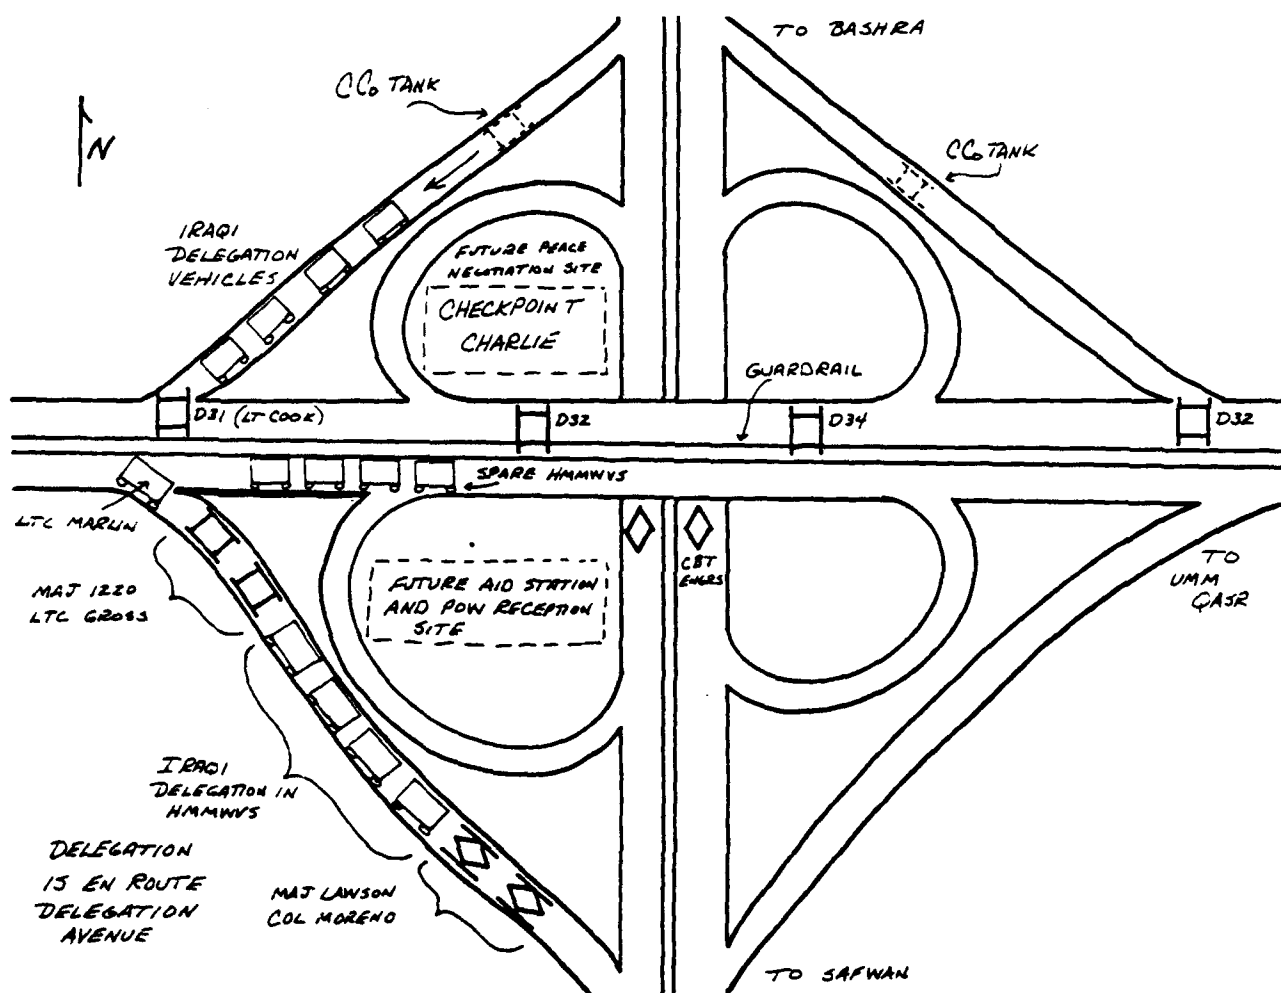 TO BASHRA
CCo TANK
N
CCo TANK
IRAQI
DELEGATION
VEHICLES
FUTURE PEACE
NEGOTIATION SITE
CHECKPOINT
CHARLIE
GUARDRAIL
D31 (LT COOK)
D32
D34
D32
SPARE HMMWVS
LTC MARLIN
MAJ 1220
LTC GROSS
CBT
ENGRS
FUTURE AID STATION
AND POW RECEPTION
SITE
TO
UMM
QASR
IRAQI
DELEGATION IN
HMMWVS
DELEGATION
IS EN ROUTE
DELEGATION
AVENUE
MAJ LAWSON
COL MORENO
TO SAFWAN